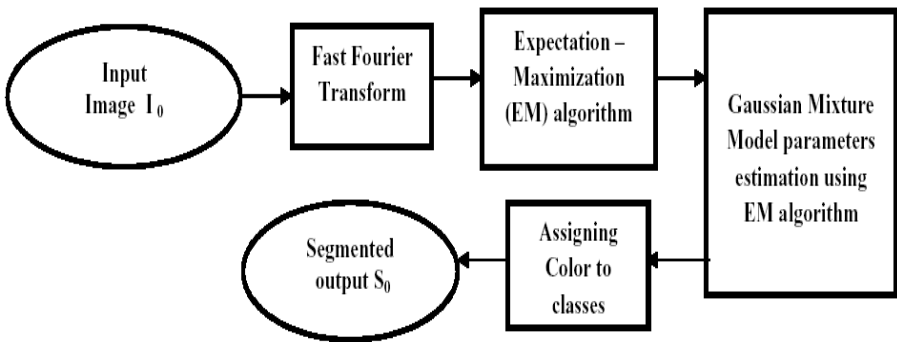 Input
Image I₀
Fast Fourier
Transform
Expectation –
Maximization
(EM) algorithm
Gaussian Mixture
Model parameters
estimation using
EM algorithm
Assigning
Color to
classes
Segmented
output S₀